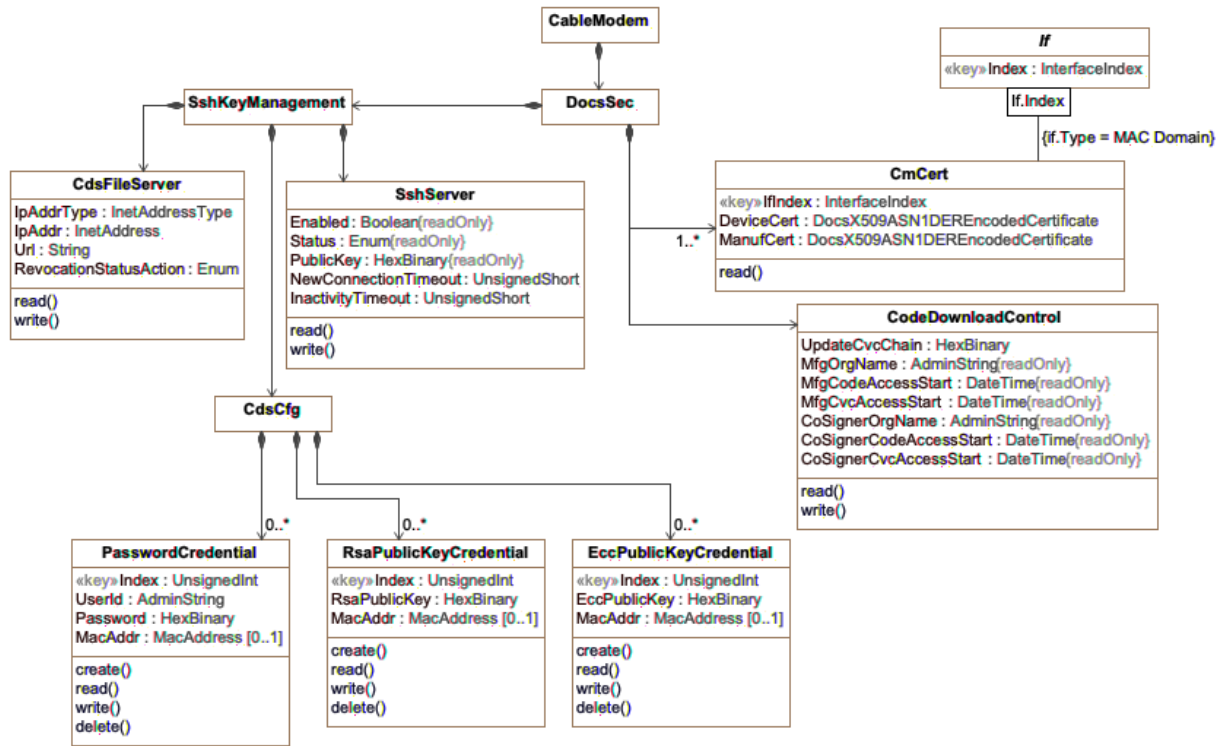 CableModem
If
«key»Index : InterfaceIndex
If.Index
{if.Type = MAC Domain}
SshKeyManagement
DocsSec
CdsFileServer
IpAddrType : InetAddressType
IpAddr : InetAddress
Url : String
RevocationStatusAction : Enum
read()
write()
SshServer
Enabled : Boolean{readOnly}
Status : Enum{readOnly}
PublicKey : HexBinary{readOnly}
NewConnectionTimeout : UnsignedShort
InactivityTimeout : UnsignedShort
read()
write()
1..*
CmCert
«key»IfIndex : InterfaceIndex
DeviceCert : DocsX509ASN1DEREncodedCertificate
ManufCert : DocsX509ASN1DEREncodedCertificate
read()
CodeDownloadControl
UpdateCvcChain : HexBinary
MfgOrgName : AdminString{readOnly}
MfgCodeAccessStart : DateTime{readOnly}
MfgCvcAccessStart : DateTime{readOnly}
CoSignerOrgName : AdminString{readOnly}
CoSignerCodeAccessStart : DateTime{readOnly}
CoSignerCvcAccessStart : DateTime{readOnly}
read()
write()
CdsCfg
0..*
0..*
0..*
PasswordCredential
«key»Index : UnsignedInt
UserId : AdminString
Password : HexBinary
MacAddr : MacAddress [0..1]
create()
read()
write()
delete()
RsaPublicKeyCredential
«key»Index : UnsignedInt
RsaPublicKey : HexBinary
MacAddr : MacAddress [0..1]
create()
read()
write()
delete()
EccPublicKeyCredential
«key»Index : UnsignedInt
EccPublicKey : HexBinary
MacAddr : MacAddress [0..1]
create()
read()
write()
delete()